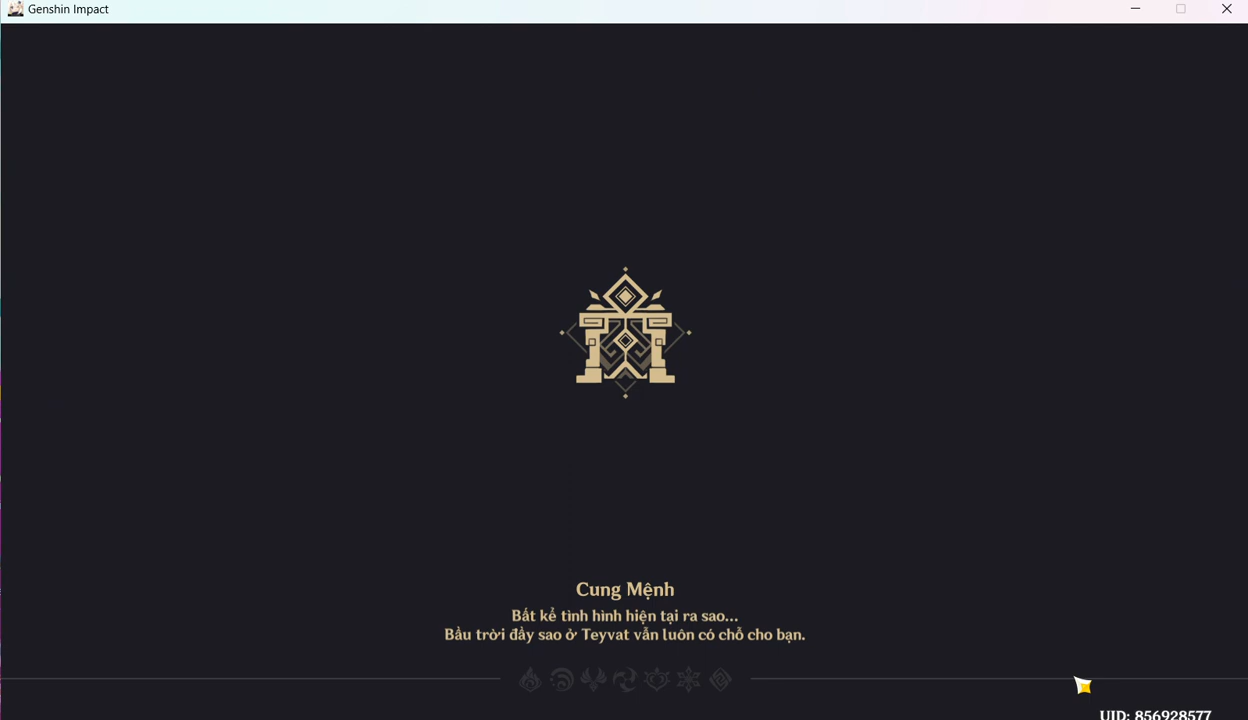 Genshin Impact
Cung Mệnh
Bất kể tình hình hiện tại ra sao...
Bầu trời đầy sao ở Teyvat vẫn luôn có chỗ cho bạn.
UID: 856928577